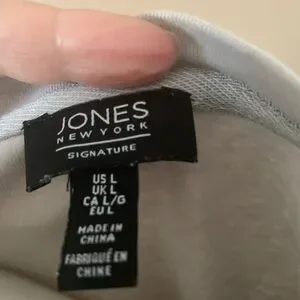 JONES
NEW YORK
SIGNATURE
US L
UK L
CA L/G
EU L
MADE IN
CHINA
FABRIQUÉ EN
CHINE